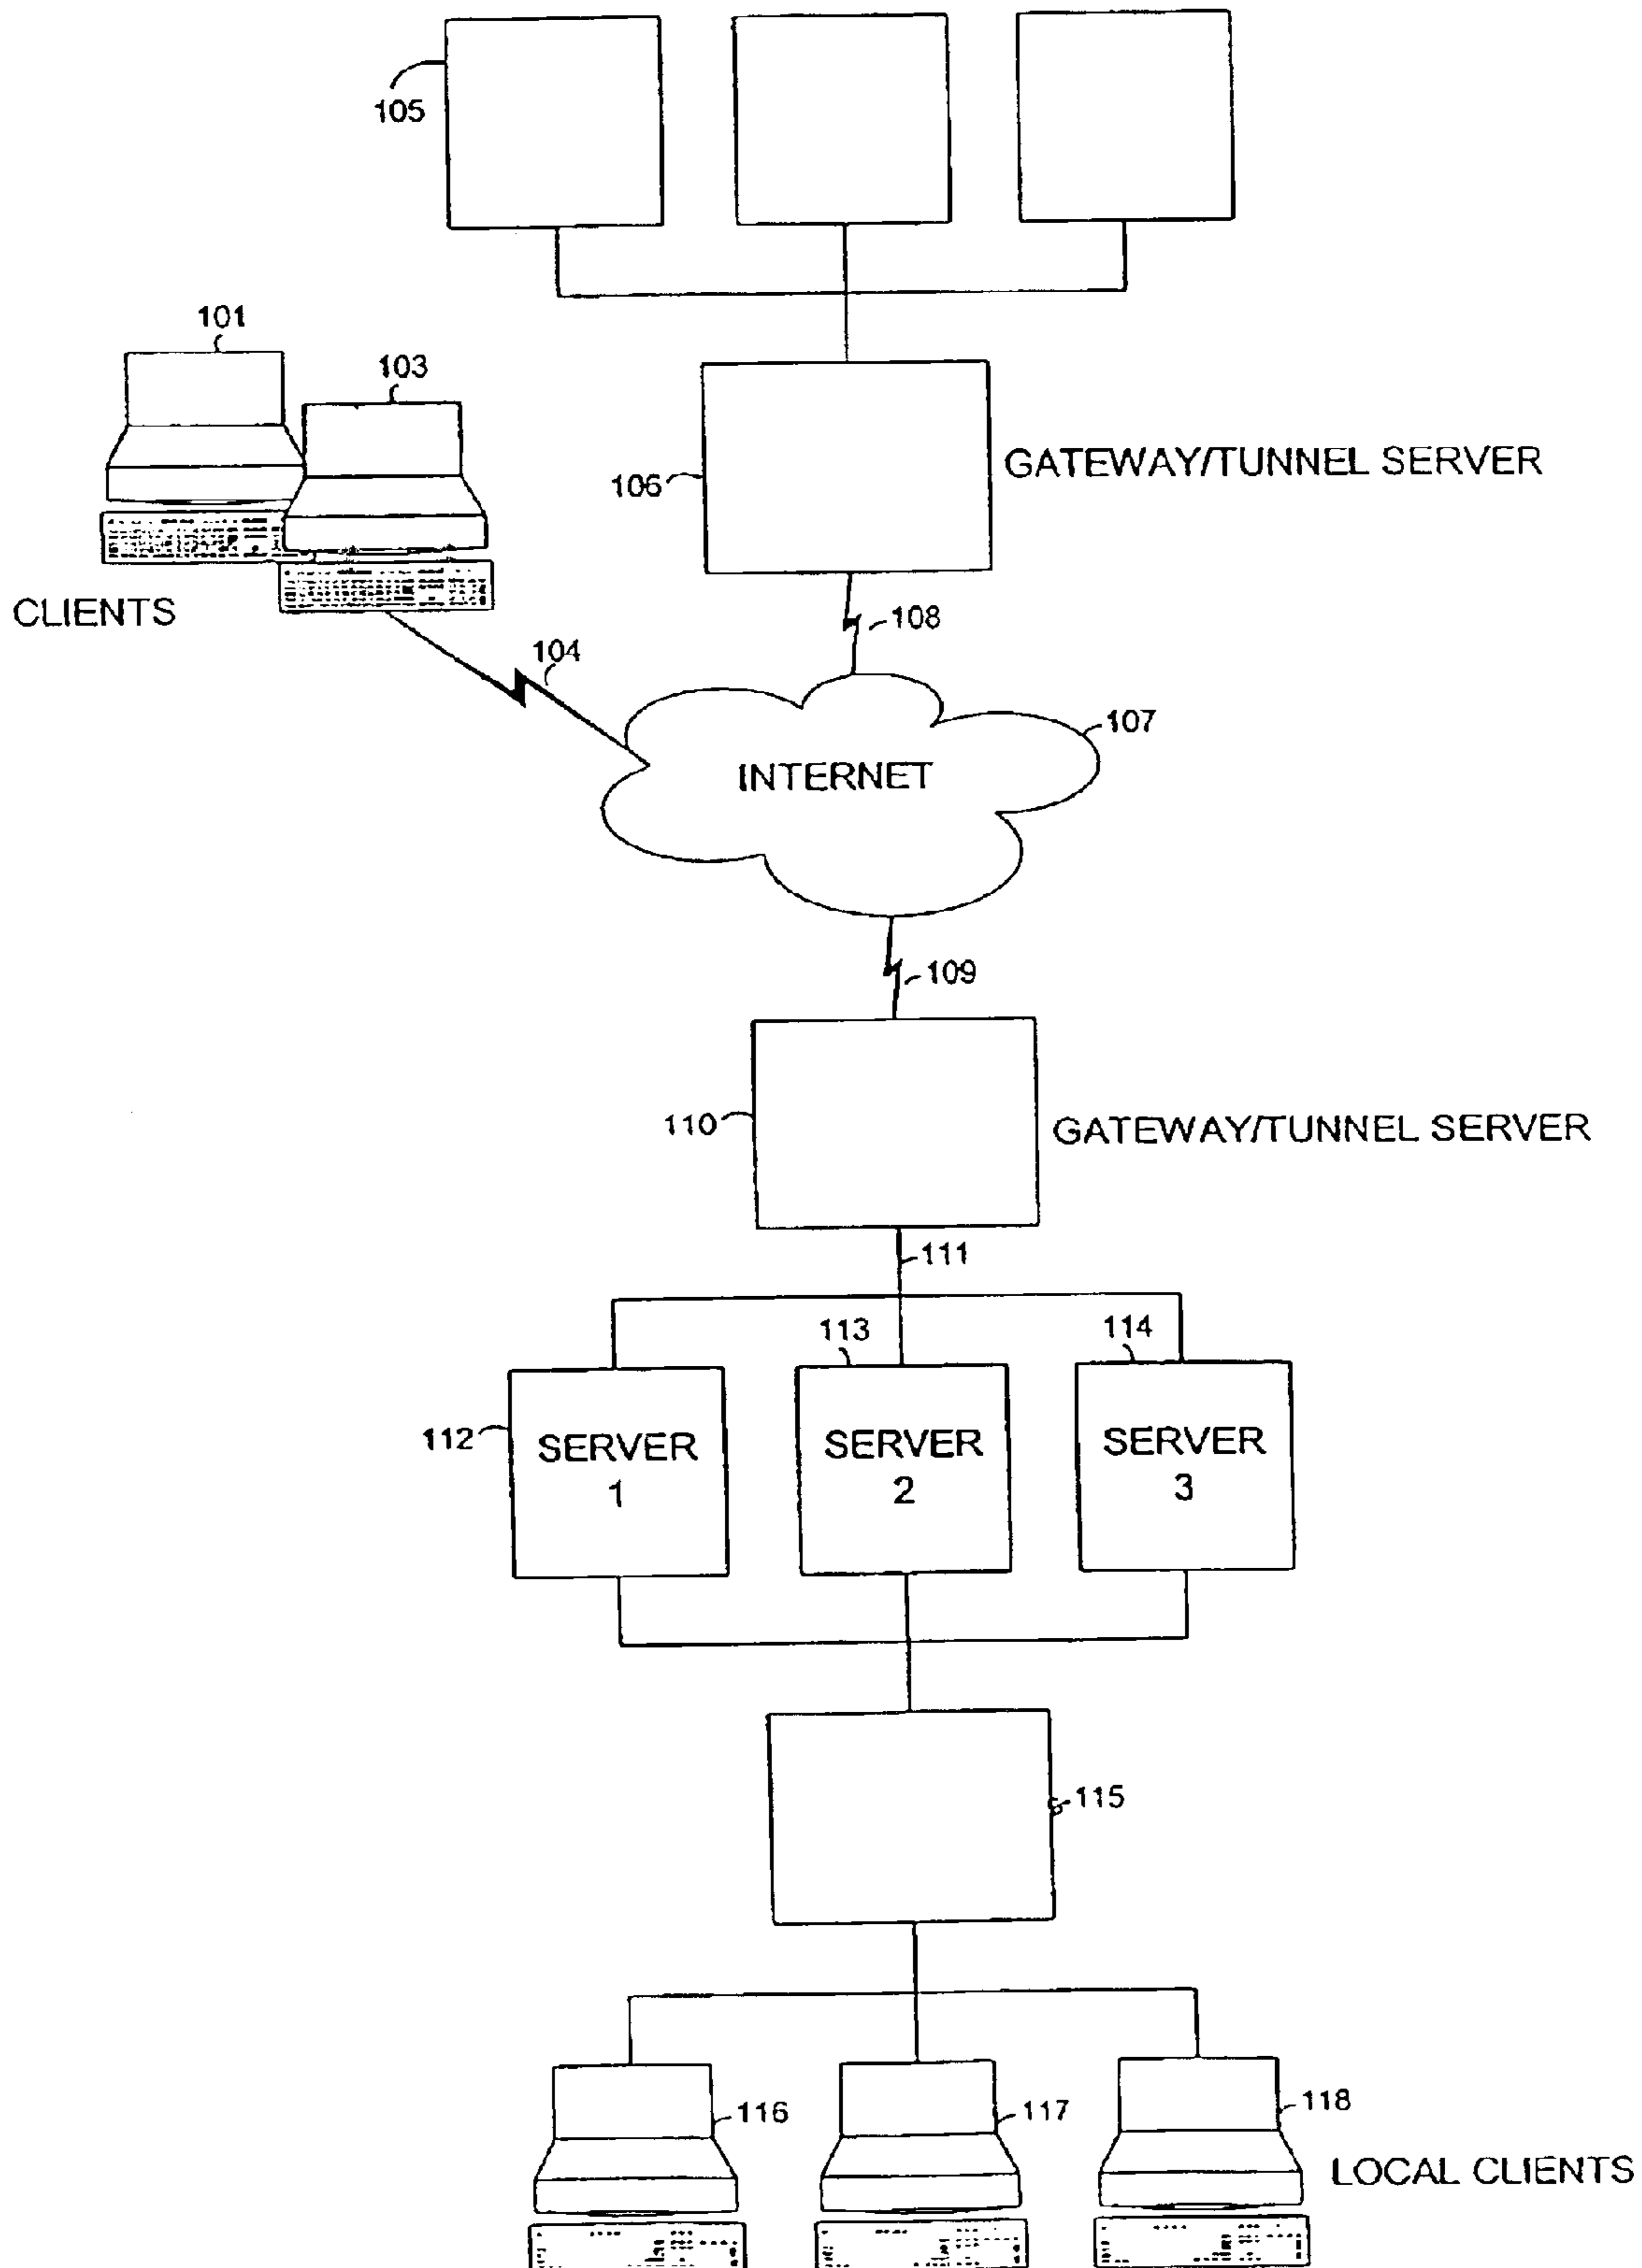 105
101
103
106
GATEWAY/TUNNEL SERVER
CLIENTS
108
104
107
INTERNET
109
110
GATEWAY/TUNNEL SERVER
111
113
114
112
SERVER
1
SERVER
2
SERVER
3
115
116
117
118
LOCAL CLIENTS